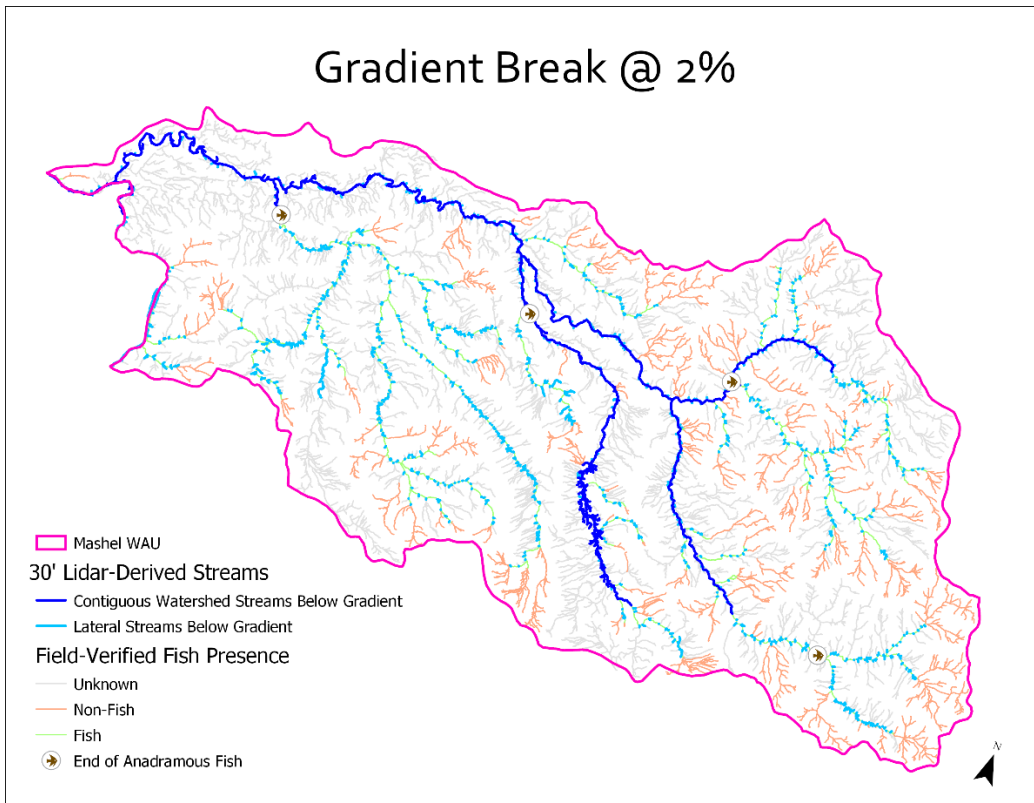 Gradient Break @ 2%
Mashel WAU
30' Lidar-Derived Streams
Contiguous Watershed Streams Below Gradient
Lateral Streams Below Gradient
Field-Verified Fish Presence
Unknown
Non-Fish
Fish
End of Anadramous Fish
N